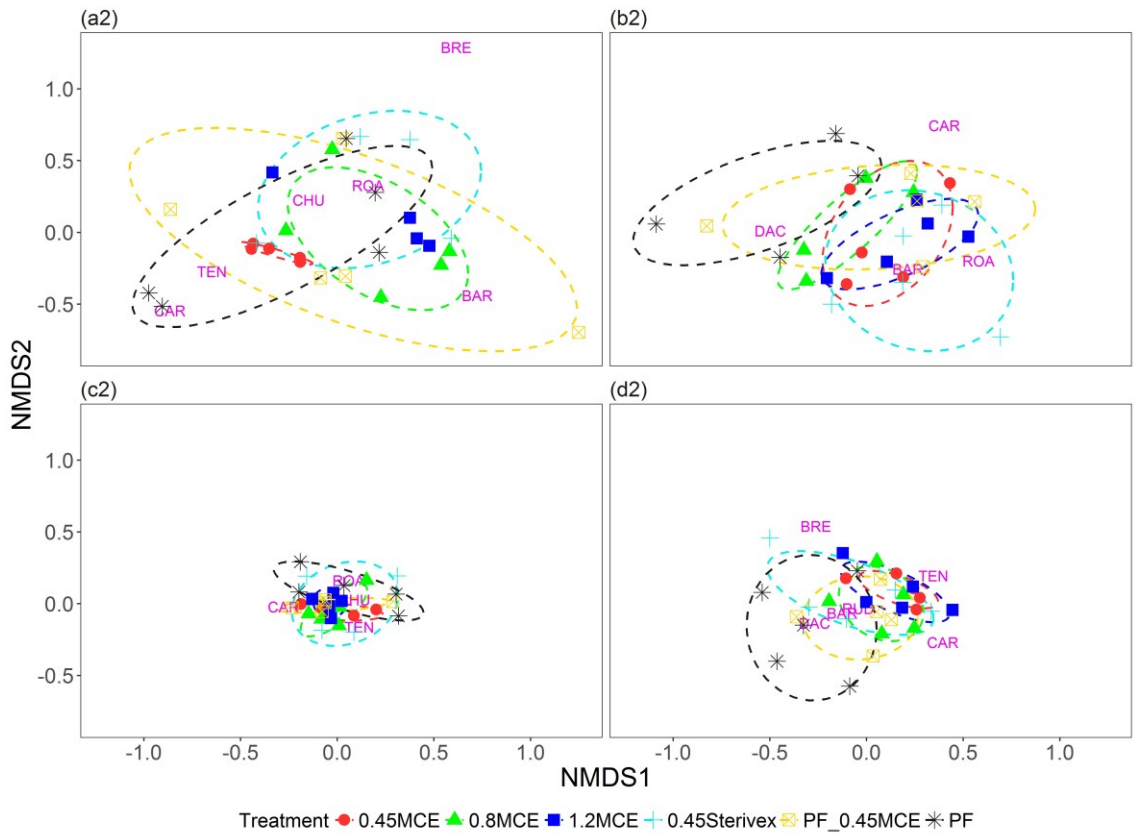 (a2) (b2)
BRE
1.0
CAR
0.5
ROA
CHU
DAC
0.0
TEN
BAR
ROA
BAR
-0.5
CAR
NMDS2
(c2) (d2)
1.0
0.5
BRE
ROA
TEN
CAR
HU
0.0
BAR
RUD
TEN
CAR
-0.5
-1.0 -0.5 0.0 0.5 1.0 -1.0 -0.5 0.0 0.5 1.0
NMDS1
Treatment 0.45MCE 0.8MCE 1.2MCE 0.45Sterivex PF_0.45MCE PF